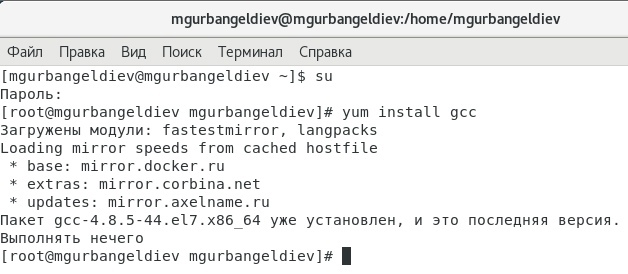 mgurbangeldiev@mgurbangeldiev:/home/mgurbangeldiev
Файл Правка Вид Поиск Терминал Справка
[mgurbangeldiev@mgurbangeldiev ~]$ su
Пароль:
[root@mgurbangeldiev mgurbangeldiev]# yum install gcc
Загружены модули: fastestmirror, langpacks
Loading mirror speeds from cached hostfile
 * base: mirror.docker.ru
 * extras: mirror.corbina.net
 * updates: mirror.axelname.ru
Пакет gcc-4.8.5-44.el7.x86_64 уже установлен, и это последняя версия.
Выполнять нечего
[root@mgurbangeldiev mgurbangeldiev]#